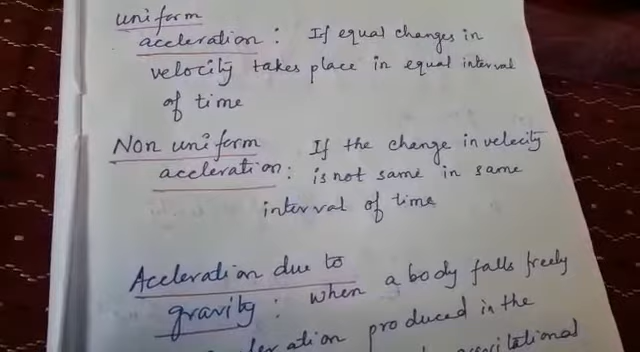 uniform
acceleration : If equal changes in
velocity takes place in equal interval
of time
Non uniform If the change in velocity
acceleration : is not same in same
interval of time
Acceleration due to
gravity : when a body falls freely
produced in the